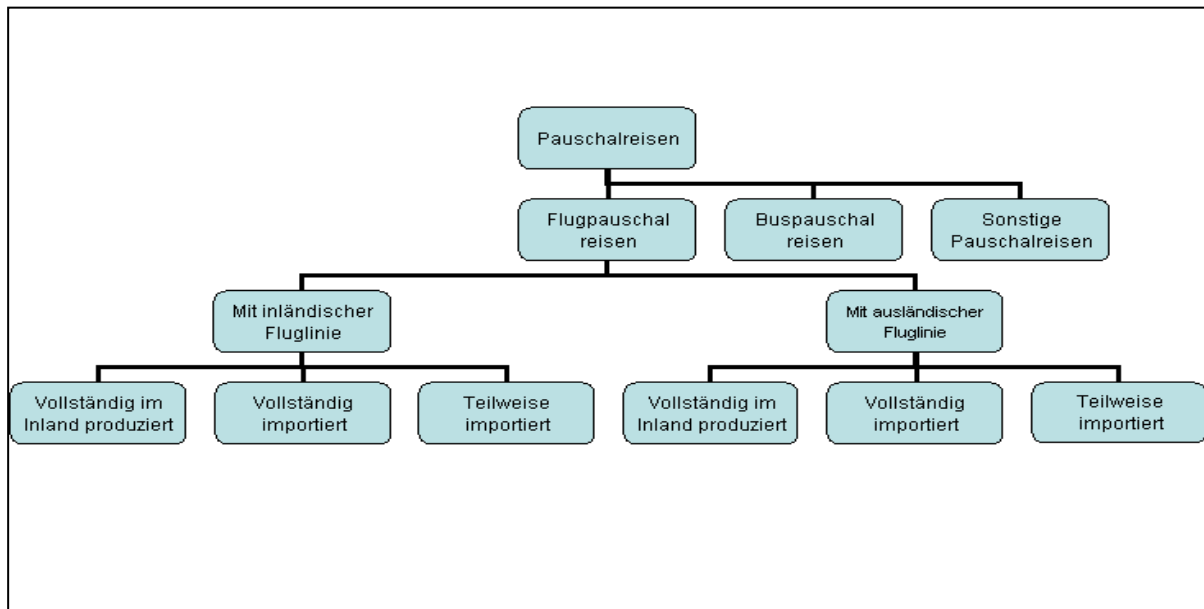 Pauschalreisen
Flugpauschal
reisen
Buspauschal
reisen
Sonstige
Pauschalreisen
Mit inländischer
Fluglinie
Mit ausländischer
Fluglinie
Vollständig im
Inland produziert
Vollständig
importiert
Teilweise
importiert
Vollständig im
Inland produziert
Vollständig
importiert
Teilweise
importiert